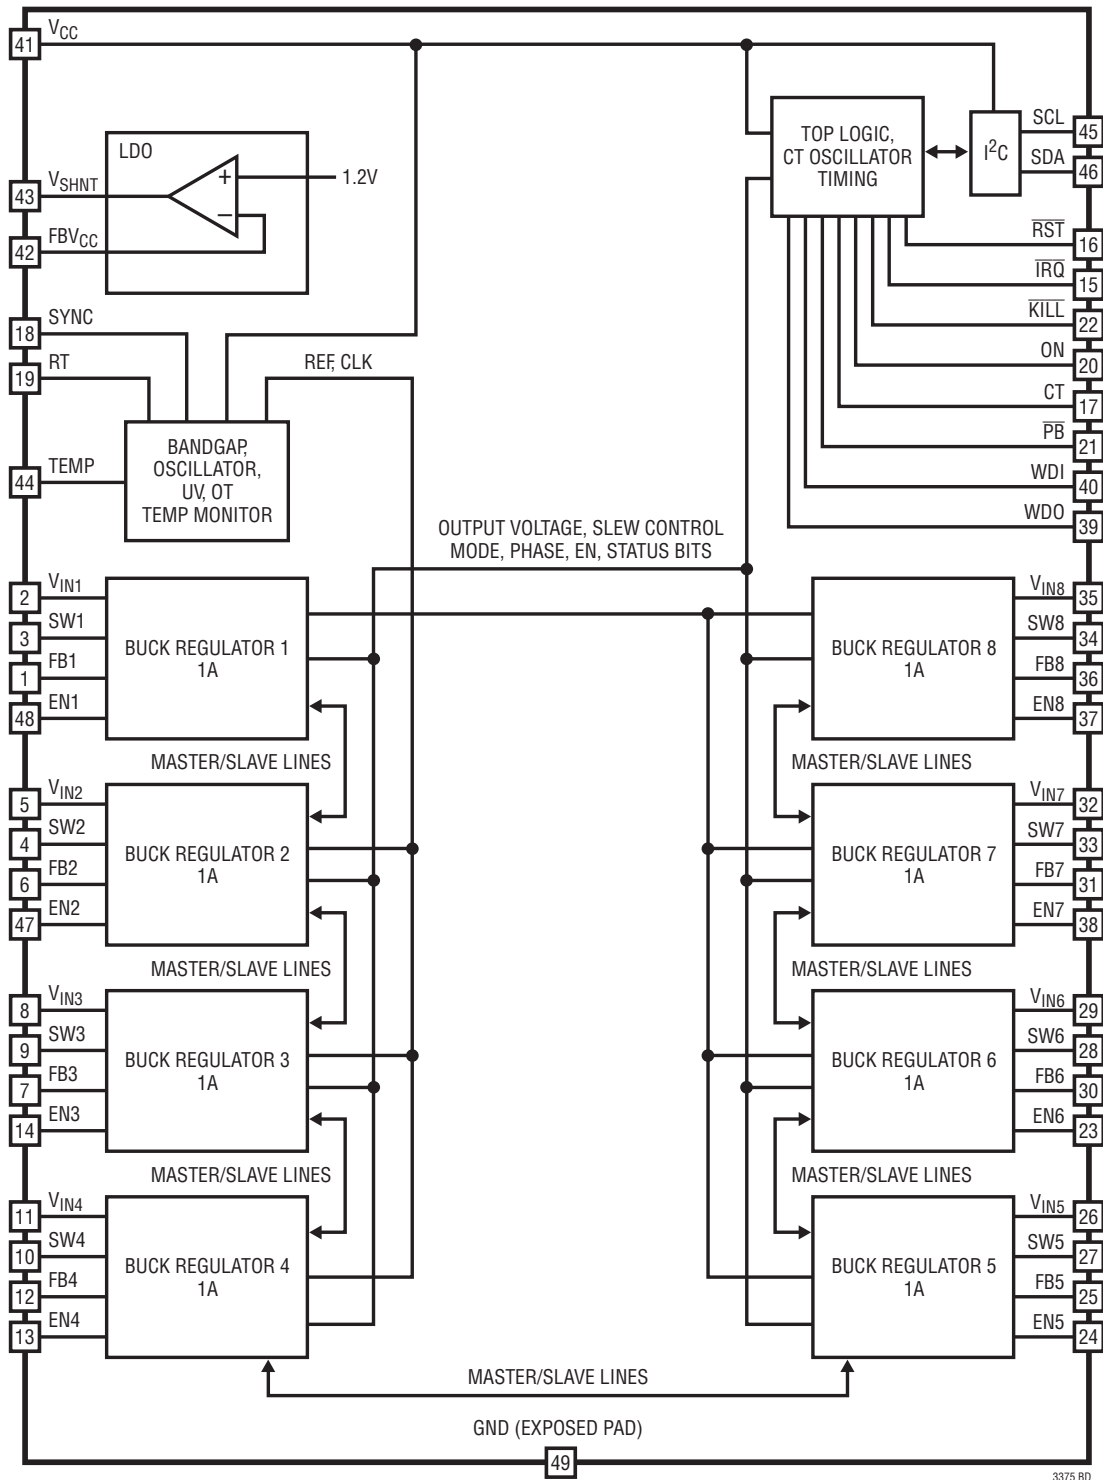 41 VCC
LDO
43 VSHNT
+
−
1.2V
42 FBVCC
TOP LOGIC,
CT OSCILLATOR
TIMING
I2C
SCL 45
SDA 46
RST 16
IRQ 15
KILL 22
ON 20
CT 17
PB 21
WDI 40
WDO 39
18 SYNC
19 RT
REF, CLK
44 TEMP
BANDGAP,
OSCILLATOR,
UV, OT
TEMP MONITOR
OUTPUT VOLTAGE, SLEW CONTROL
MODE, PHASE, EN, STATUS BITS
2 VIN1
3 SW1
1 FB1
48 EN1
BUCK REGULATOR 1
1A
BUCK REGULATOR 8
1A
VIN8 35
SW8 34
FB8 36
EN8 37
MASTER/SLAVE LINES
MASTER/SLAVE LINES
5 VIN2
4 SW2
6 FB2
47 EN2
BUCK REGULATOR 2
1A
BUCK REGULATOR 7
1A
VIN7 32
SW7 33
FB7 31
EN7 38
MASTER/SLAVE LINES
MASTER/SLAVE LINES
8 VIN3
9 SW3
7 FB3
14 EN3
BUCK REGULATOR 3
1A
BUCK REGULATOR 6
1A
VIN6 29
SW6 28
FB6 30
EN6 23
MASTER/SLAVE LINES
MASTER/SLAVE LINES
11 VIN4
10 SW4
12 FB4
13 EN4
BUCK REGULATOR 4
1A
BUCK REGULATOR 5
1A
VIN5 26
SW5 27
FB5 25
EN5 24
MASTER/SLAVE LINES
GND (EXPOSED PAD)
49
3375 BD